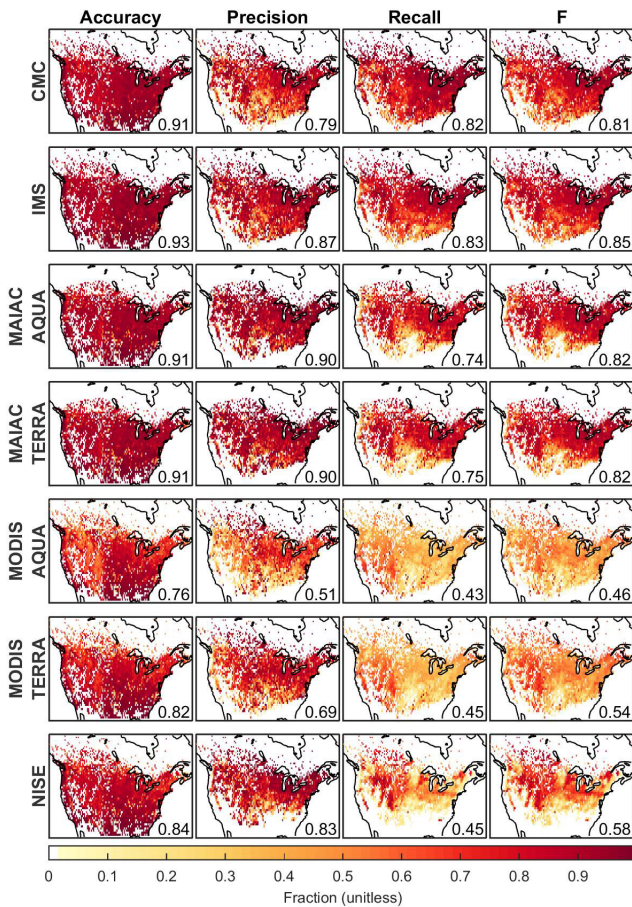 Accuracy Precision Recall F
CMC
0.91 0.79 0.82 0.81
IMS
0.93 0.87 0.83 0.85
MAIAC
AQUA
0.91 0.90 0.74 0.82
MAIAC
TERRA
0.91 0.90 0.75 0.82
MODIS
AQUA
0.76 0.51 0.43 0.46
MODIS
TERRA
0.82 0.69 0.45 0.54
NISE
0.84 0.83 0.45 0.58
0 0.1 0.2 0.3 0.4 0.5 0.6 0.7 0.8 0.9
Fraction (unitless)